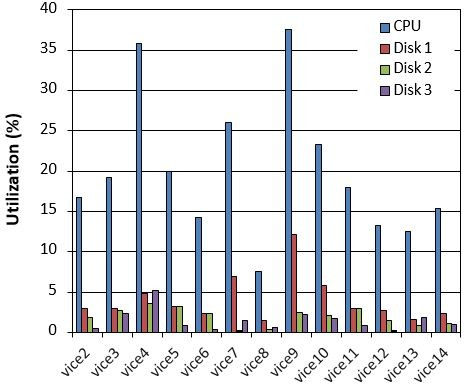 40
35
30
25
20
15
10
5
0
Utilization (%)
CPU
Disk 1
Disk 2
Disk 3
vice2
vice3
vice4
vice5
vice6
vice7
vice8
vice9
vice10
vice11
vice12
vice13
vice14